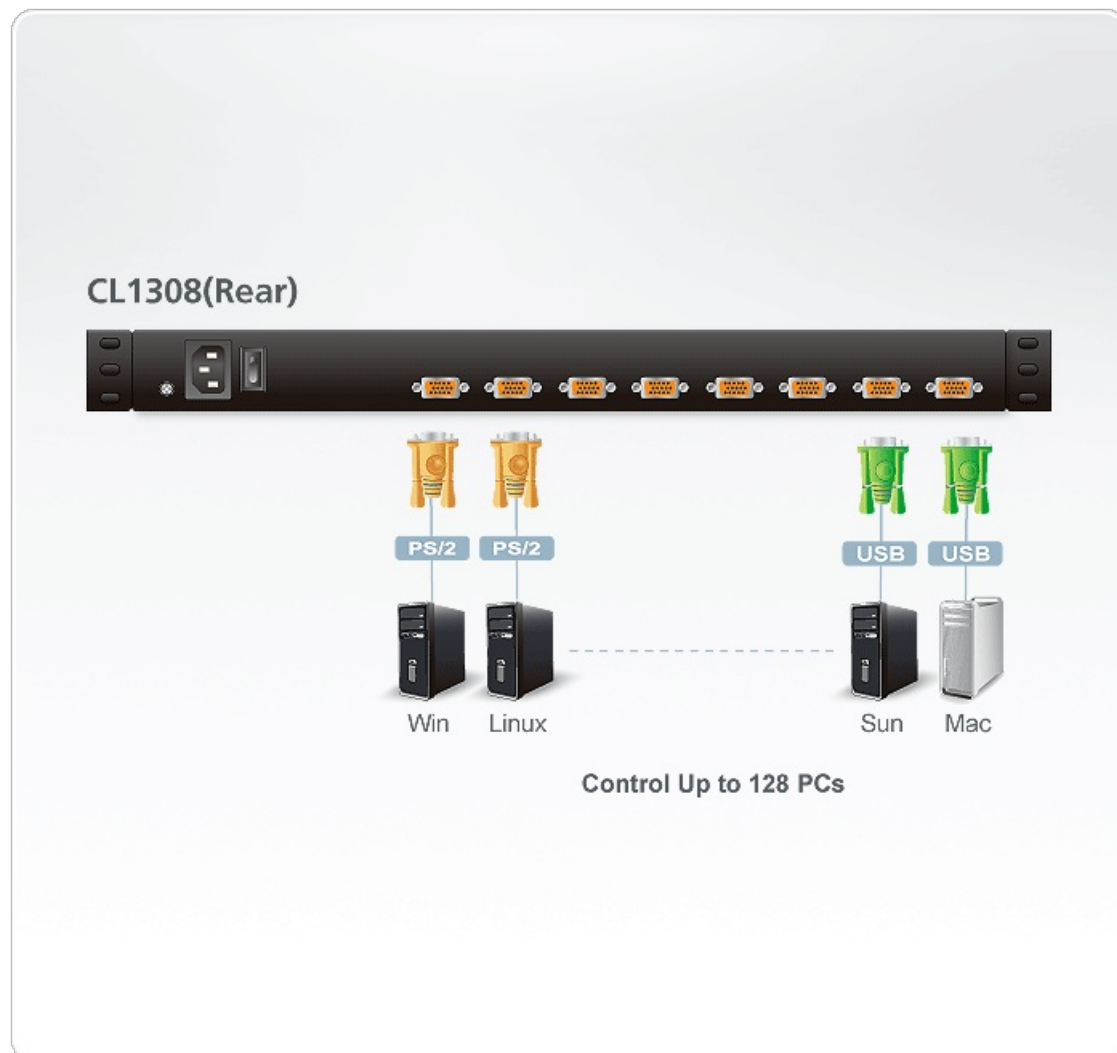 CL1308(Rear)
PS/2 PS/2 USB USB
Win Linux Sun Mac
Control Up to 128 PCs